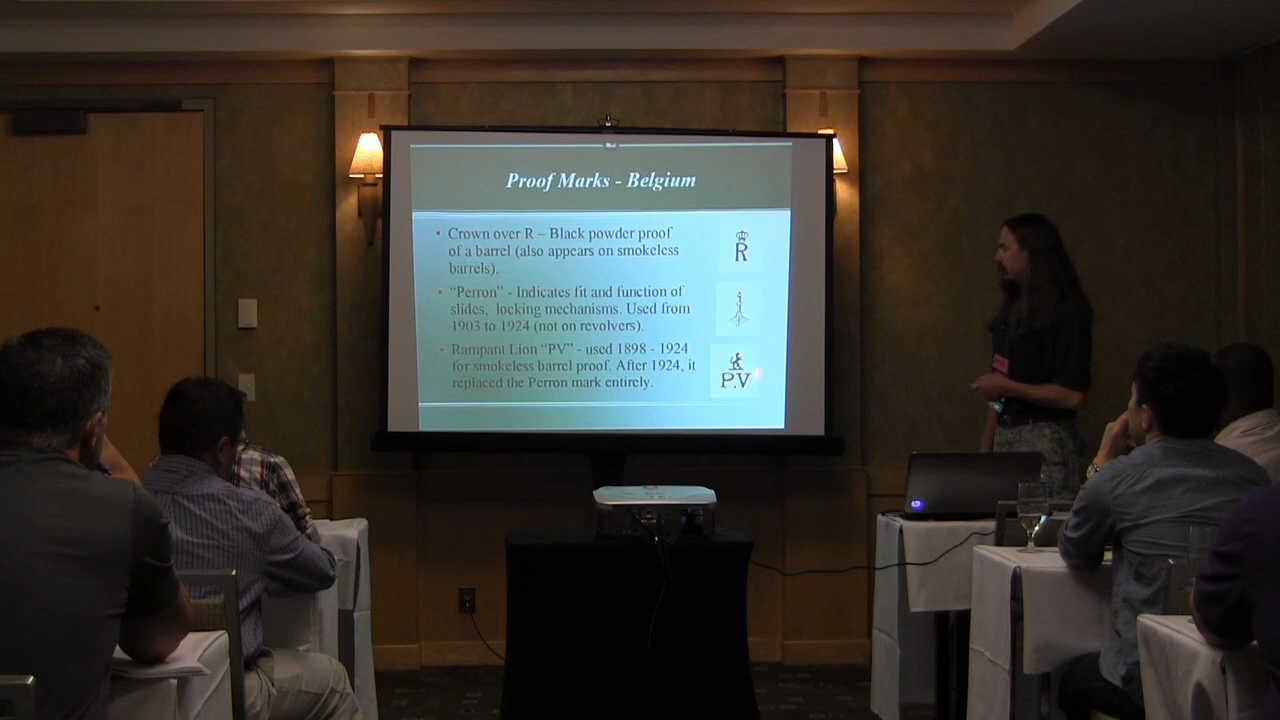 Proof Marks - Belgium
• Crown over R – Black powder proof
of a barrel (also appears on smokeless
barrels).
R
• “Perron” - Indicates fit and function of
slides, locking mechanisms. Used from
1903 to 1924 (not on revolvers).
• Rampant Lion “PV” - used 1898 - 1924
for smokeless barrel proof. After 1924, it
replaced the Perron mark entirely.
P.V